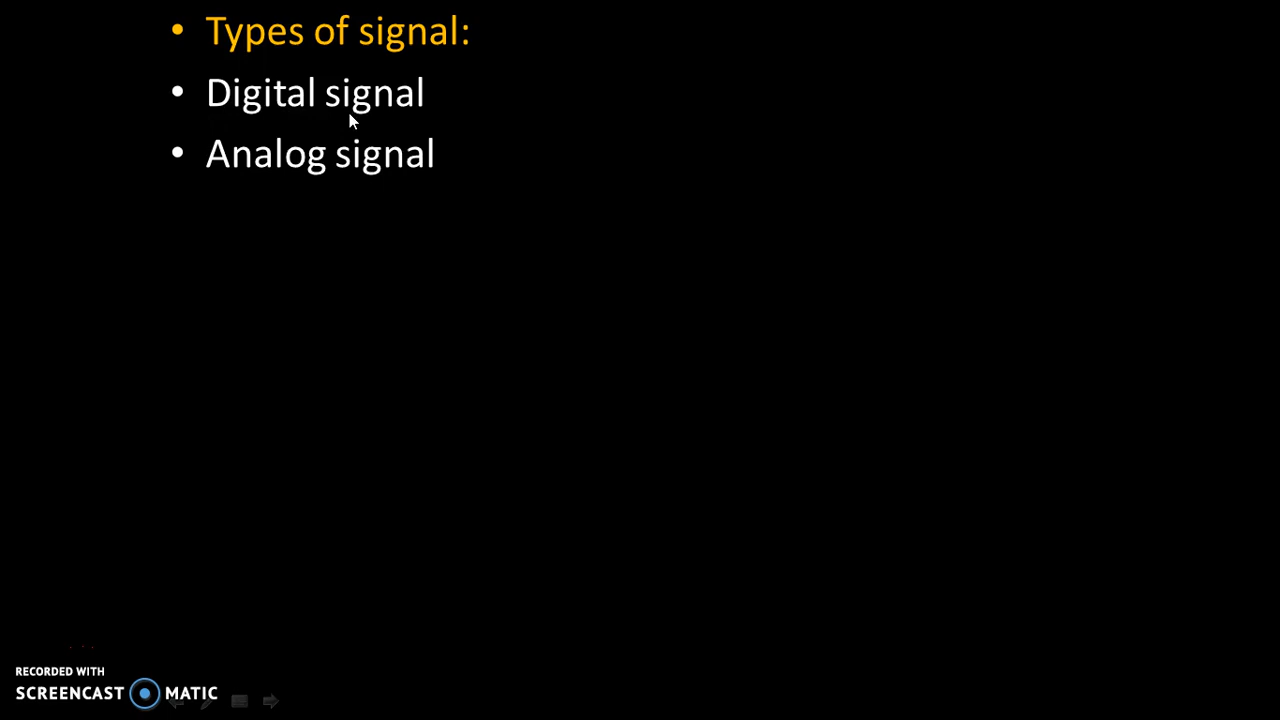 • Types of signal:
• Digital signal
• Analog signal
RECORDED WITH
SCREENCAST MATIC